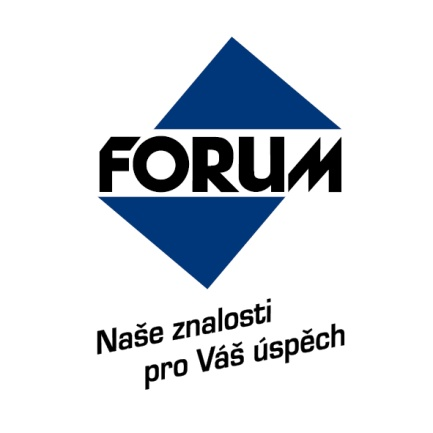 FORUM
Naše znalosti
pro Váš úspěch